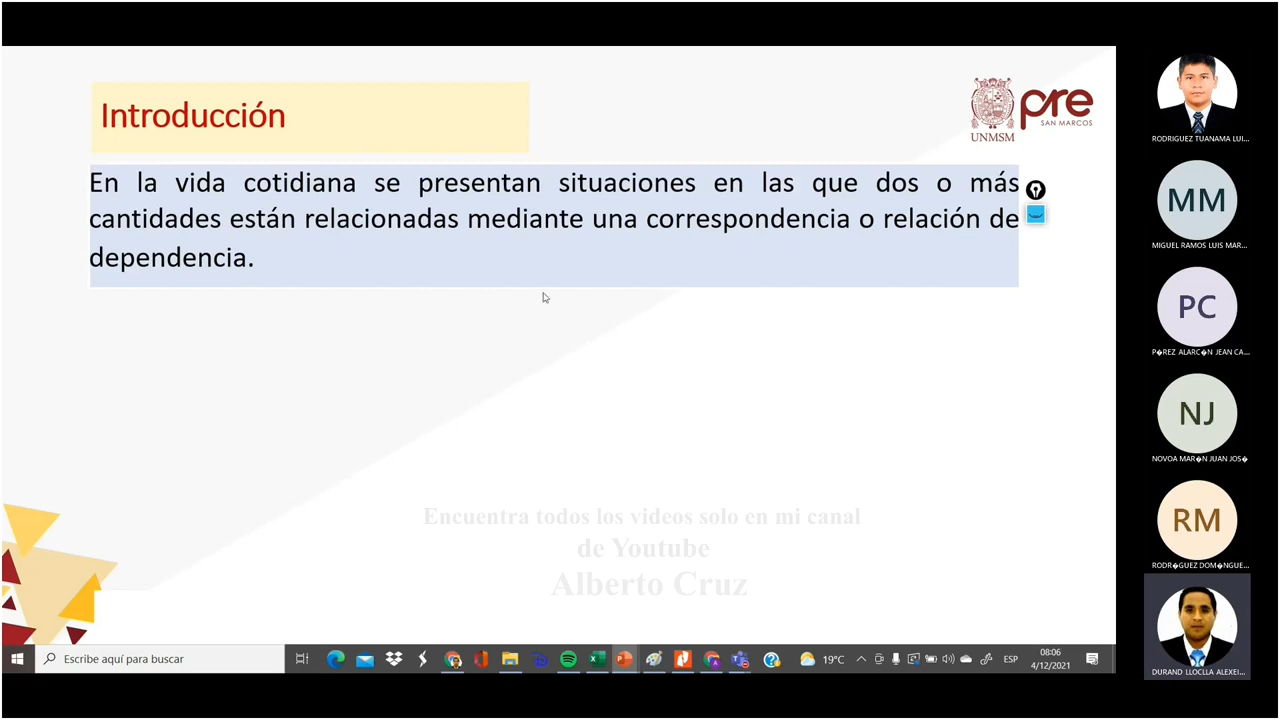 Introducción
UNMSM
pre
SAN MARCOS
En la vida cotidiana se presentan situaciones en las que dos o más
cantidades están relacionadas mediante una correspondencia o relación de
dependencia.
Encuentra todos los videos solo en mi canal
de Youtube
Alberto Cruz
RODRIGUEZ TUANAMA LUI...
MM
MIGUEL RAMOS LUIS MAR...
PC
P�REZ ALARC�N JEAN CA...
NJ
NOVOA MAR�N JUAN JOS�
RM
RODR�GUEZ DOM�NGUE...
DURAND LLOCLLA ALEXEI...
Escribe aquí para buscar
19°C
ESP
08:06
4/12/2021